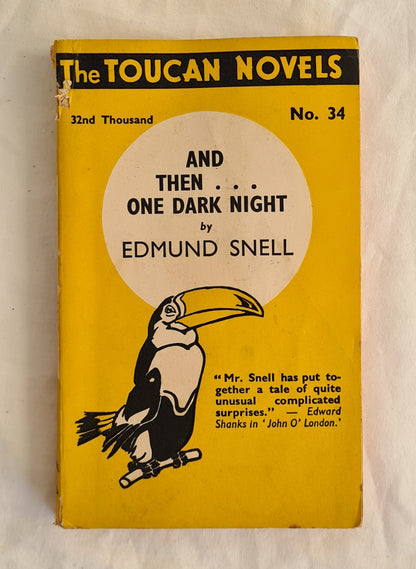 The TOUCAN NOVELS
32nd Thousand
No. 34
AND
THEN . . .
ONE DARK NIGHT
by
EDMUND SNELL
"Mr. Snell has put to-
gether a tale of quite
unusual complicated
surprises." — Edward
Shanks in 'John O' London.'